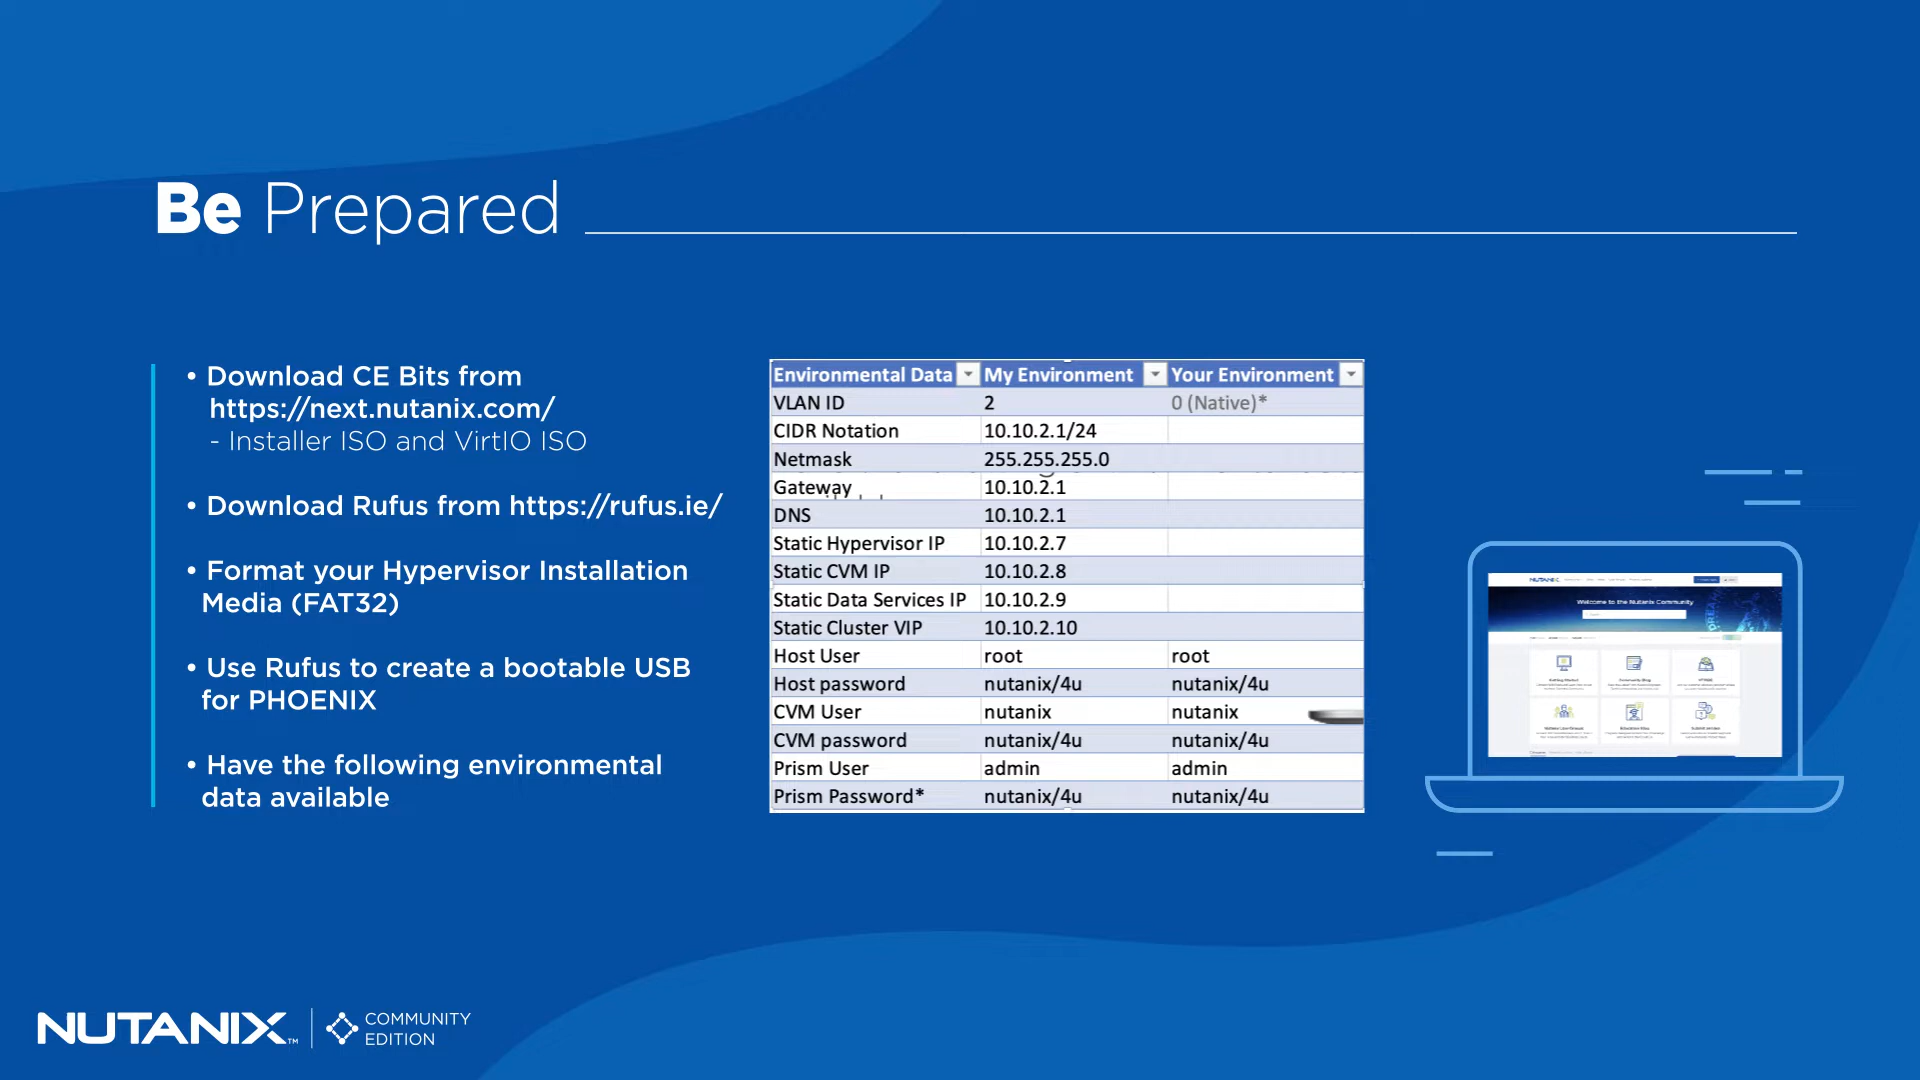 Be Prepared
• Download CE Bits from
https://next.nutanix.com/
- Installer ISO and VirtIO ISO
• Download Rufus from https://rufus.ie/
• Format your Hypervisor Installation
Media (FAT32)
• Use Rufus to create a bootable USB
for PHOENIX
• Have the following environmental
data available
Environmental Data My Environment Your Environment
VLAN ID 2 0 (Native)*
CIDR Notation 10.10.2.1/24
Netmask 255.255.255.0
Gateway 10.10.2.1
DNS 10.10.2.1
Static Hypervisor IP 10.10.2.7
Static CVM IP 10.10.2.8
Static Data Services IP 10.10.2.9
Static Cluster VIP 10.10.2.10
Host User root root
Host password nutanix/4u nutanix/4u
CVM User nutanix nutanix
CVM password nutanix/4u nutanix/4u
Prism User admin admin
Prism Password* nutanix/4u nutanix/4u
NUTANIX
Welcome to the Nutanix Community
NUTANIX™
COMMUNITY
EDITION